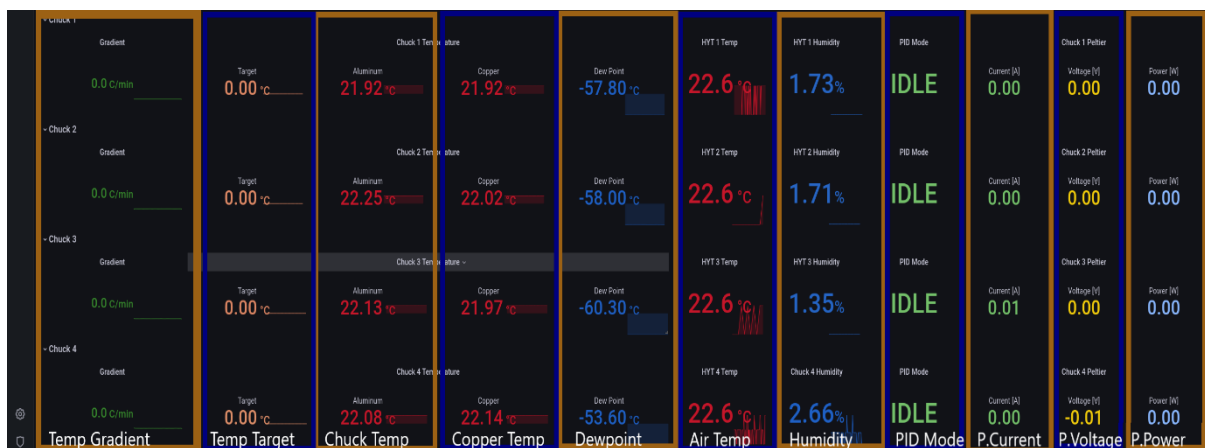 Chuck 1
Gradient Chuck 1 Temperature HYT 1 Temp HYT 1 Humidity PID Mode Chuck 1 Peltier
Target Aluminum Copper Dew Point Current [A] Voltage [V] Power [W]
0.0 C/min 0.00 °C 21.92 °C 21.92 °C -57.80 °C 22.6 °C 1.73% IDLE 0.00 0.00 0.00
Chuck 2
Gradient Chuck 2 Temperature HYT 2 Temp HYT 2 Humidity PID Mode Chuck 2 Peltier
Target Aluminum Copper Dew Point Current [A] Voltage [V] Power [W]
0.0 C/min 0.00 °C 22.25 °C 22.02 °C -58.00 °C 22.6 °C 1.71% IDLE 0.00 0.00 0.00
Chuck 3
Gradient Chuck 3 Temperature HYT 3 Temp HYT 3 Humidity PID Mode Chuck 3 Peltier
Target Aluminum Copper Dew Point Current [A] Voltage [V] Power [W]
0.0 C/min 0.00 °C 22.13 °C 21.97 °C -60.30 °C 22.6 °C 1.35% IDLE 0.01 0.00 0.00
Chuck 4
Gradient Chuck 4 Temperature HYT 4 Temp Chuck 4 Humidity PID Mode Chuck 4 Peltier
Target Aluminum Copper Dew Point Current [A] Voltage [V] Power [W]
0.0 C/min 0.00 °C 22.08 °C 22.14 °C -53.60 °C 22.6 °C 2.66% IDLE 0.00 -0.01 0.00
Temp Gradient Temp Target Chuck Temp Copper Temp Dewpoint Air Temp Humidity PID Mode P.Current P.Voltage P.Power